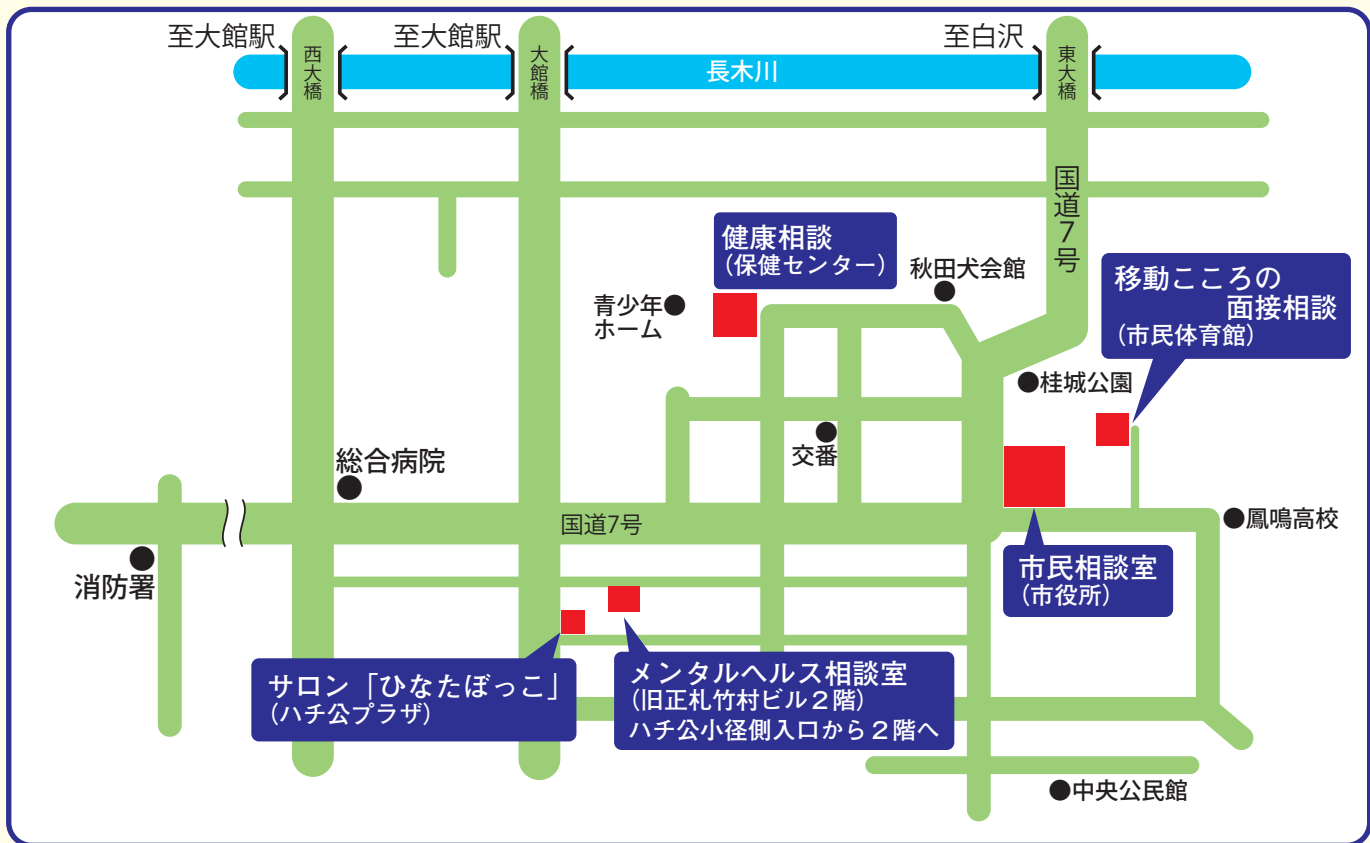 至大館駅
至大館駅
至白沢
西大橋
大館橋
長木川
東大橋
国道7号
健康相談
(保健センター)
秋田犬会館
移動こころの
面接相談
(市民体育館)
青少年
ホーム
桂城公園
交番
総合病院
国道7号
鳳鳴高校
消防署
市民相談室
(市役所)
サロン「ひなたぼっこ」
(ハチ公プラザ)
メンタルヘルス相談室
(旧正札竹村ビル２階)
ハチ公小径側入口から２階へ
中央公民館